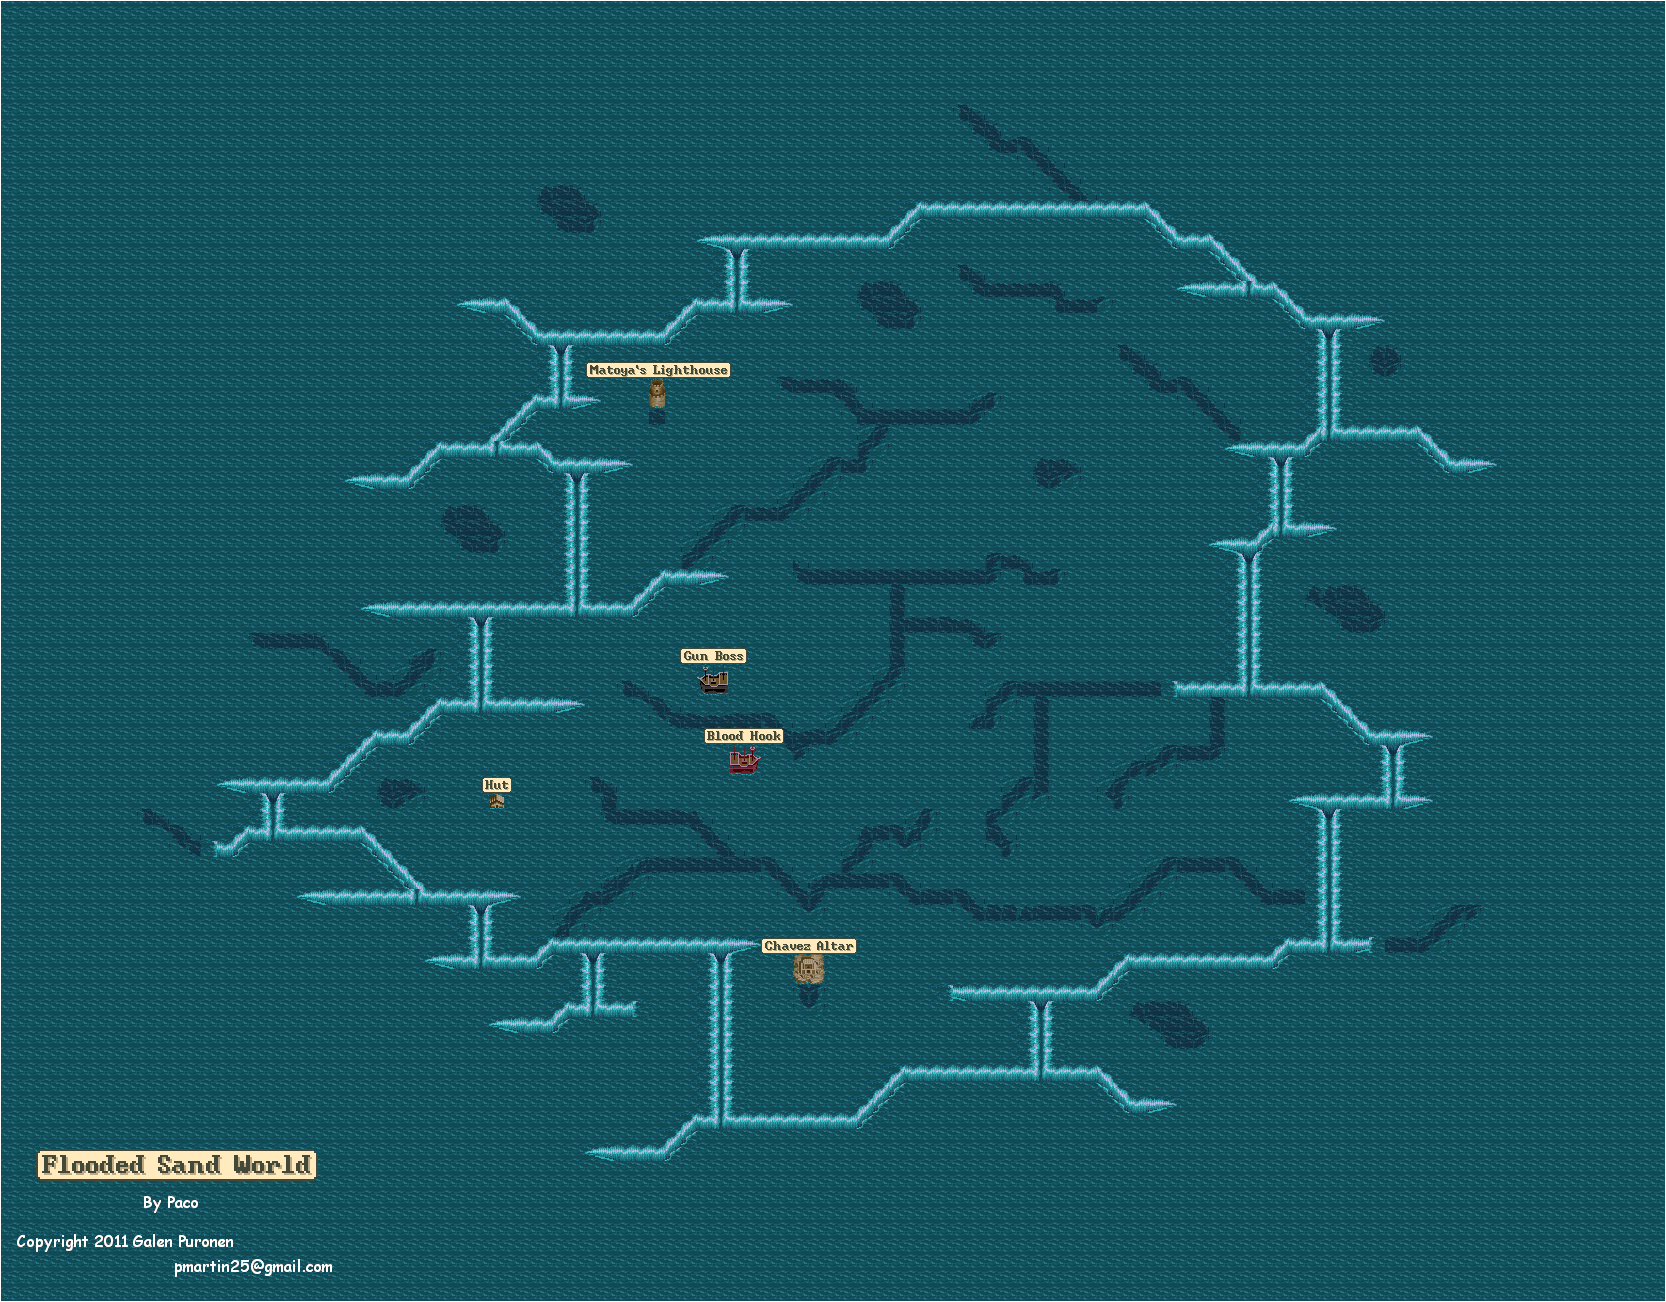 Matoya's Lighthouse
Gun Boss
Blood Hook
Hut
Chavez Altar
Flooded Sand World
By Paco
Copyright 2011 Galen Puronen
pmartin25@gmail.com